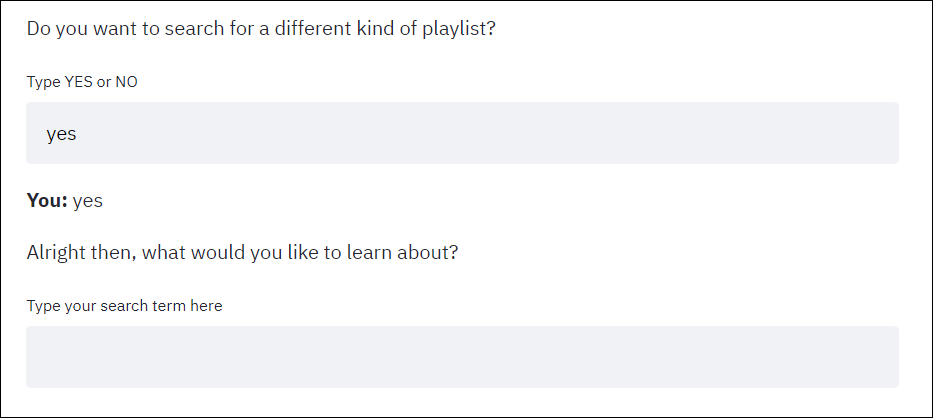 Do you want to search for a different kind of playlist?
Type YES or NO
yes
You: yes
Alright then, what would you like to learn about?
Type your search term here